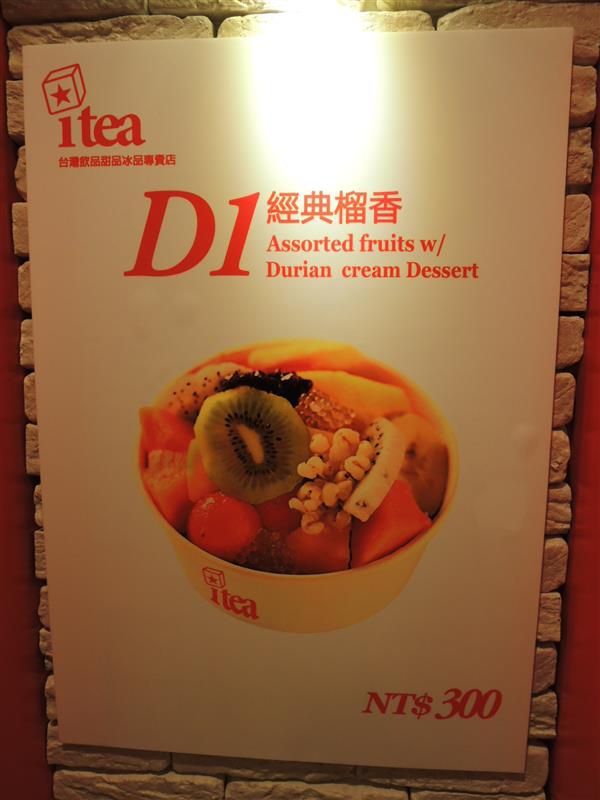 itea
台灣飲品甜品冰品專賣店
D1
經典榴香
Assorted fruits w/
Durian cream Dessert
itea
NT$ 300